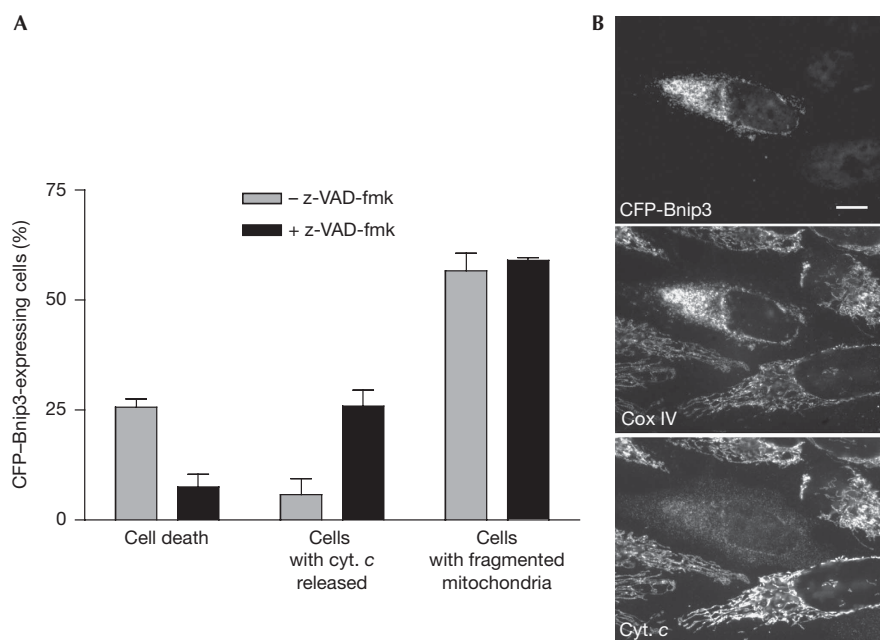 A
CFP–Bnip3-expressing cells (%)
75
50
25
0
– z-VAD-fmk
+ z-VAD-fmk
Cell death
Cells
with cyt. c
released
Cells
with fragmented
mitochondria
B
CFP-Bnip3
Cox IV
Cyt. c